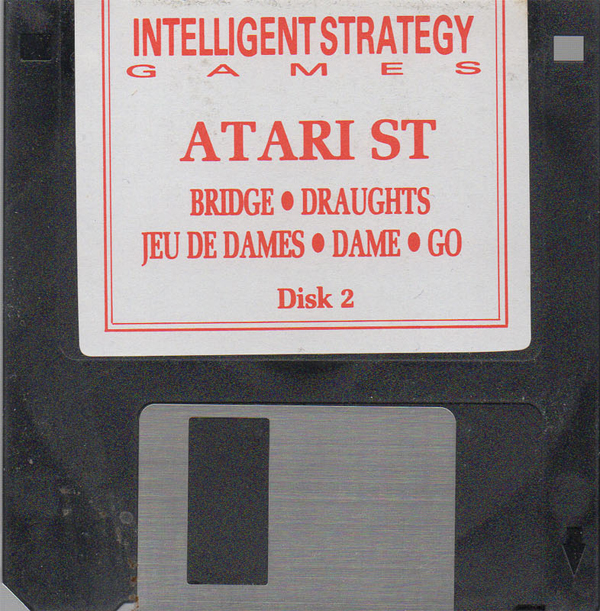 INTELLIGENT STRATEGY
GAMES
ATARI ST
BRIDGE • DRAUGHTS
JEU DE DAMES • DAME • GO
Disk 2